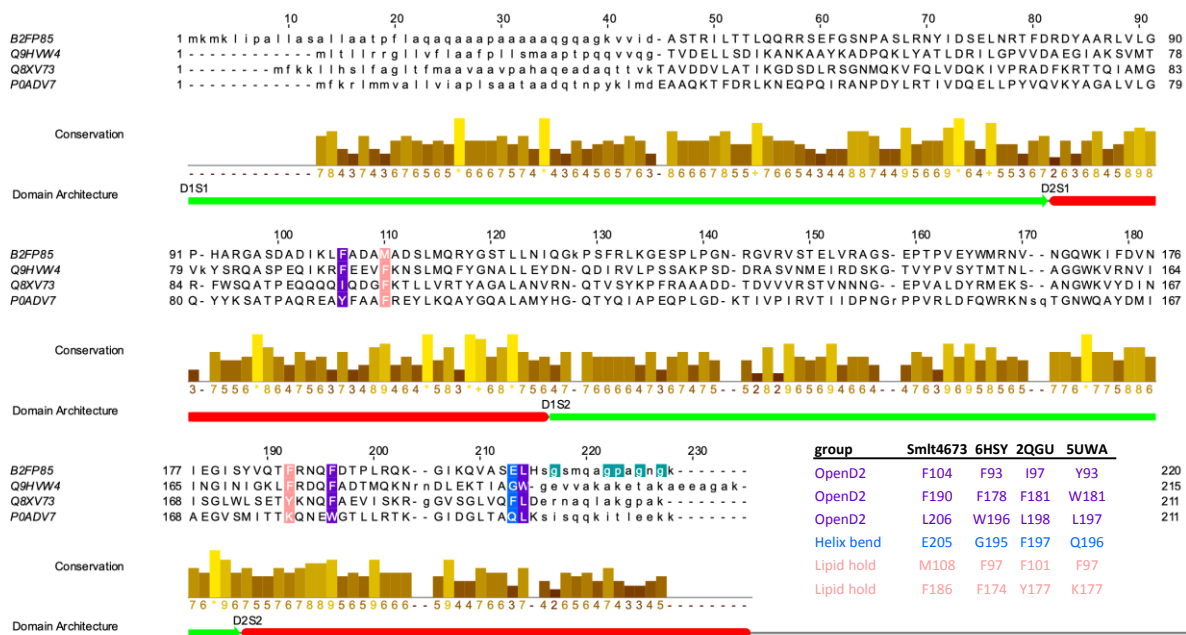 10 20 30 40 50 60 70 80 90
B2FP85 1 mkmklipallasallaatpflaqaqaaapaaaaaqgqagkvvid-ASTRILTTLQQRRSEFGSNPASLRNYIDSELNRTFDRDYAARLVLG 90
Q9HVW4 1 ------------mltllrrgllvflaafpllsmaaptpqqvvqgTVDELLSDIKANKAAYKADPQKLYATLDRILGPVVDAEGIAKSVMT 78
Q8XV73 1 ---------mfkkllhslfagltfmaavaavpahaqeadaqttvkTAVDDVLATIKGDSDLRSGNMQKVFQLVDQKIVPRADFKRTTQIAMG 83
P0ADV7 1 ------------mfkrlmmvallviaplsaataadqtnpyklmdEAAQKTFDRLKNEQPQIRANPDYLRTIVDQELLPYVQVKYAGALVLG 79
Conservation
Domain Architecture D1S1 D2S1
100 110 120 130 140 150 160 170 180
B2FP85 91 P-HARGASDADIKLFADAMADSLMQRYGSTLLNIQGkPSFRLKGESPLPGN-RGVRVSTELVRAGS-EPTPVEYWMRNV--NGQWKIFDVN 176
Q9HVW4 79 VkYSRQASPEQIKRFEEVFKNSLMQFYGNALLEYDN-QDIRVLPSSAKPSD-DRASVNMEIRDSKG-TVYPVSYTMTNL--AGGWKVRNVI 164
Q8XV73 84 R-FWSQATPEQQQQIQDGFKTLLVRTYAGALANVRN-QTVSYKPFRAAADDTDVVVRSTVNNNG--EPVALDYRMEKS--ANGWKVYDIN 167
P0ADV7 80 Q-YYKSATPAQREAYFAAFREYLKQAYGQALAMYHG-QTYQIAPEQPLGD-KTIVPIRVTIIDPNGrPPVRLDFQWRKNsqTGNWQAYDMI 167
Conservation
Domain Architecture D1S2
190 200 210 220 230
B2FP85 177 IEGISYVQTFRNQFDTPLRQK--GIKQVASELHsgsmqagpagngk------- 220
Q9HVW4 165 INGINIGKLFRDQFADTMQKNrnDLEKTIAGW-gevvakaketakaeeagak- 215
Q8XV73 168 ISGLWLSETYKNQFAEVISKR-gGVSGLVQFLDernaqlakgpak-------- 211
P0ADV7 168 AEGVSMITTKQNEWGTLLRTK--GIDGLTAQLKsisqqkitleekk------- 211
Conservation
Domain Architecture D2S2
group Smlt4673 6HSY 2QGU 5UWA
OpenD2 F104 F93 I97 Y93
OpenD2 F190 F178 F181 W181
OpenD2 L206 W196 L198 L197
Helix bend E205 G195 F197 Q196
Lipid hold M108 F97 F101 F97
Lipid hold F186 F174 Y177 K177